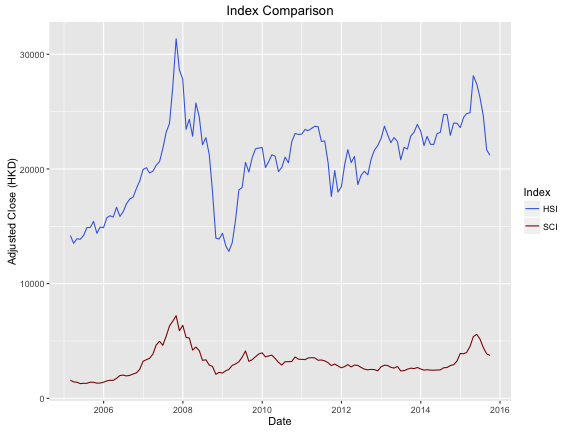 Index Comparison
30000
20000
10000
0
Adjusted Close (HKD)
2006 2008 2010 2012 2014 2016
Date
Index
HSI
SCI